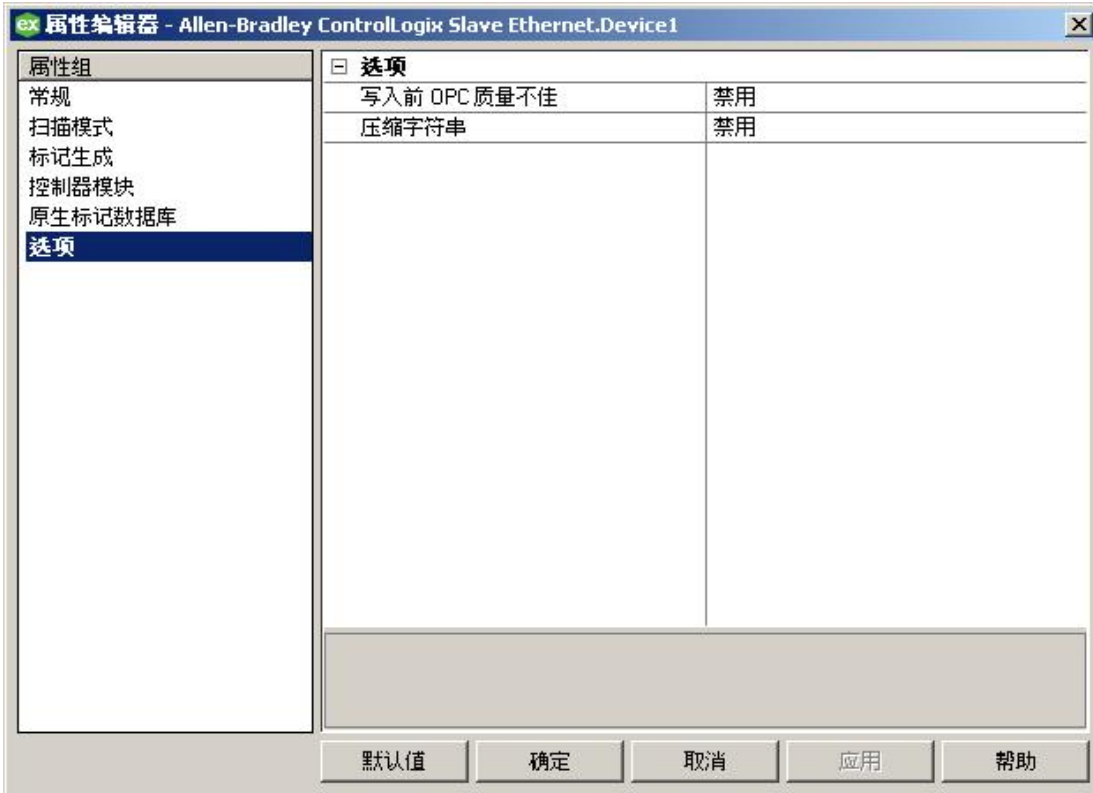 ex 属性编辑器 - Allen-Bradley ControlLogix Slave Ethernet.Device1
属性组
常规
扫描模式
标记生成
控制器模块
原生标记数据库
选项
选项
写入前 OPC 质量不佳 禁用
压缩字符串 禁用
默认值 确定 取消 应用 帮助